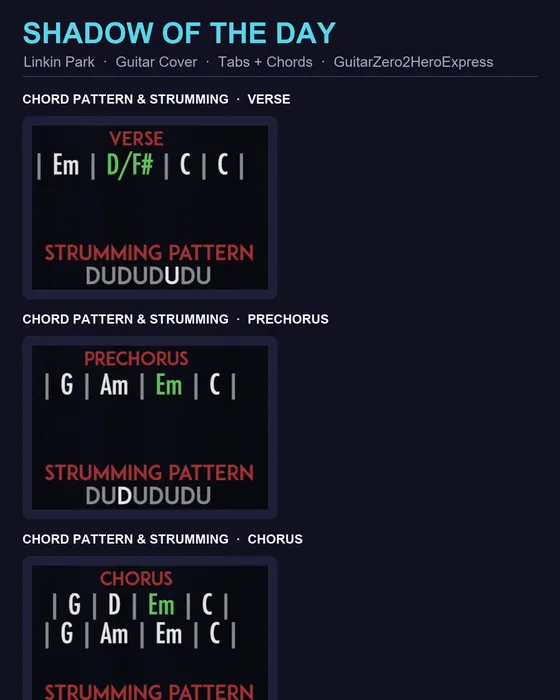 SHADOW OF THE DAY
Linkin Park · Guitar Cover · Tabs + Chords · GuitarZero2HeroExpress
CHORD PATTERN & STRUMMING · VERSE
VERSE
| Em | D/F# | C | C |
STRUMMING PATTERN
DUDUDUDU
CHORD PATTERN & STRUMMING · PRECHORUS
PRECHORUS
| G | Am | Em | C |
STRUMMING PATTERN
DUDUDUDU
CHORD PATTERN & STRUMMING · CHORUS
CHORUS
| G | D | Em | C |
| G | Am | Em | C |
STRUMMING PATTERN